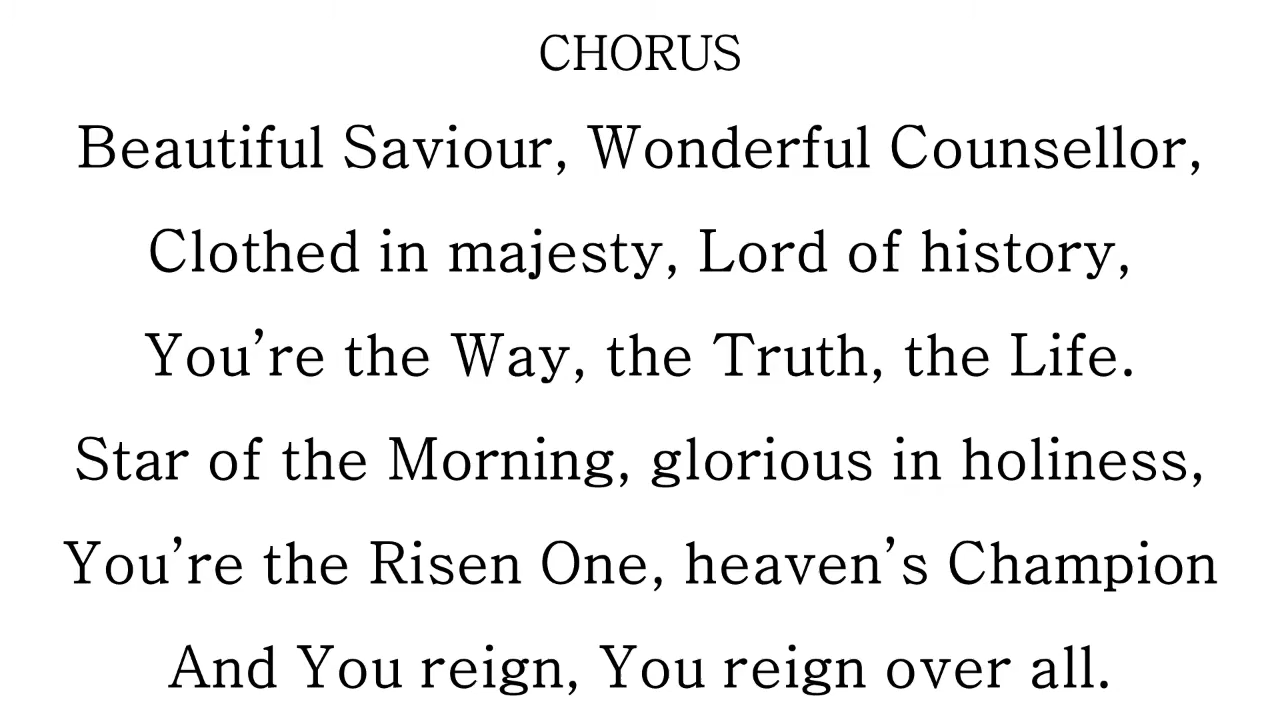 CHORUS
Beautiful Saviour, Wonderful Counsellor,
Clothed in majesty, Lord of history,
You’re the Way, the Truth, the Life.
Star of the Morning, glorious in holiness,
You’re the Risen One, heaven’s Champion
And You reign, You reign over all.